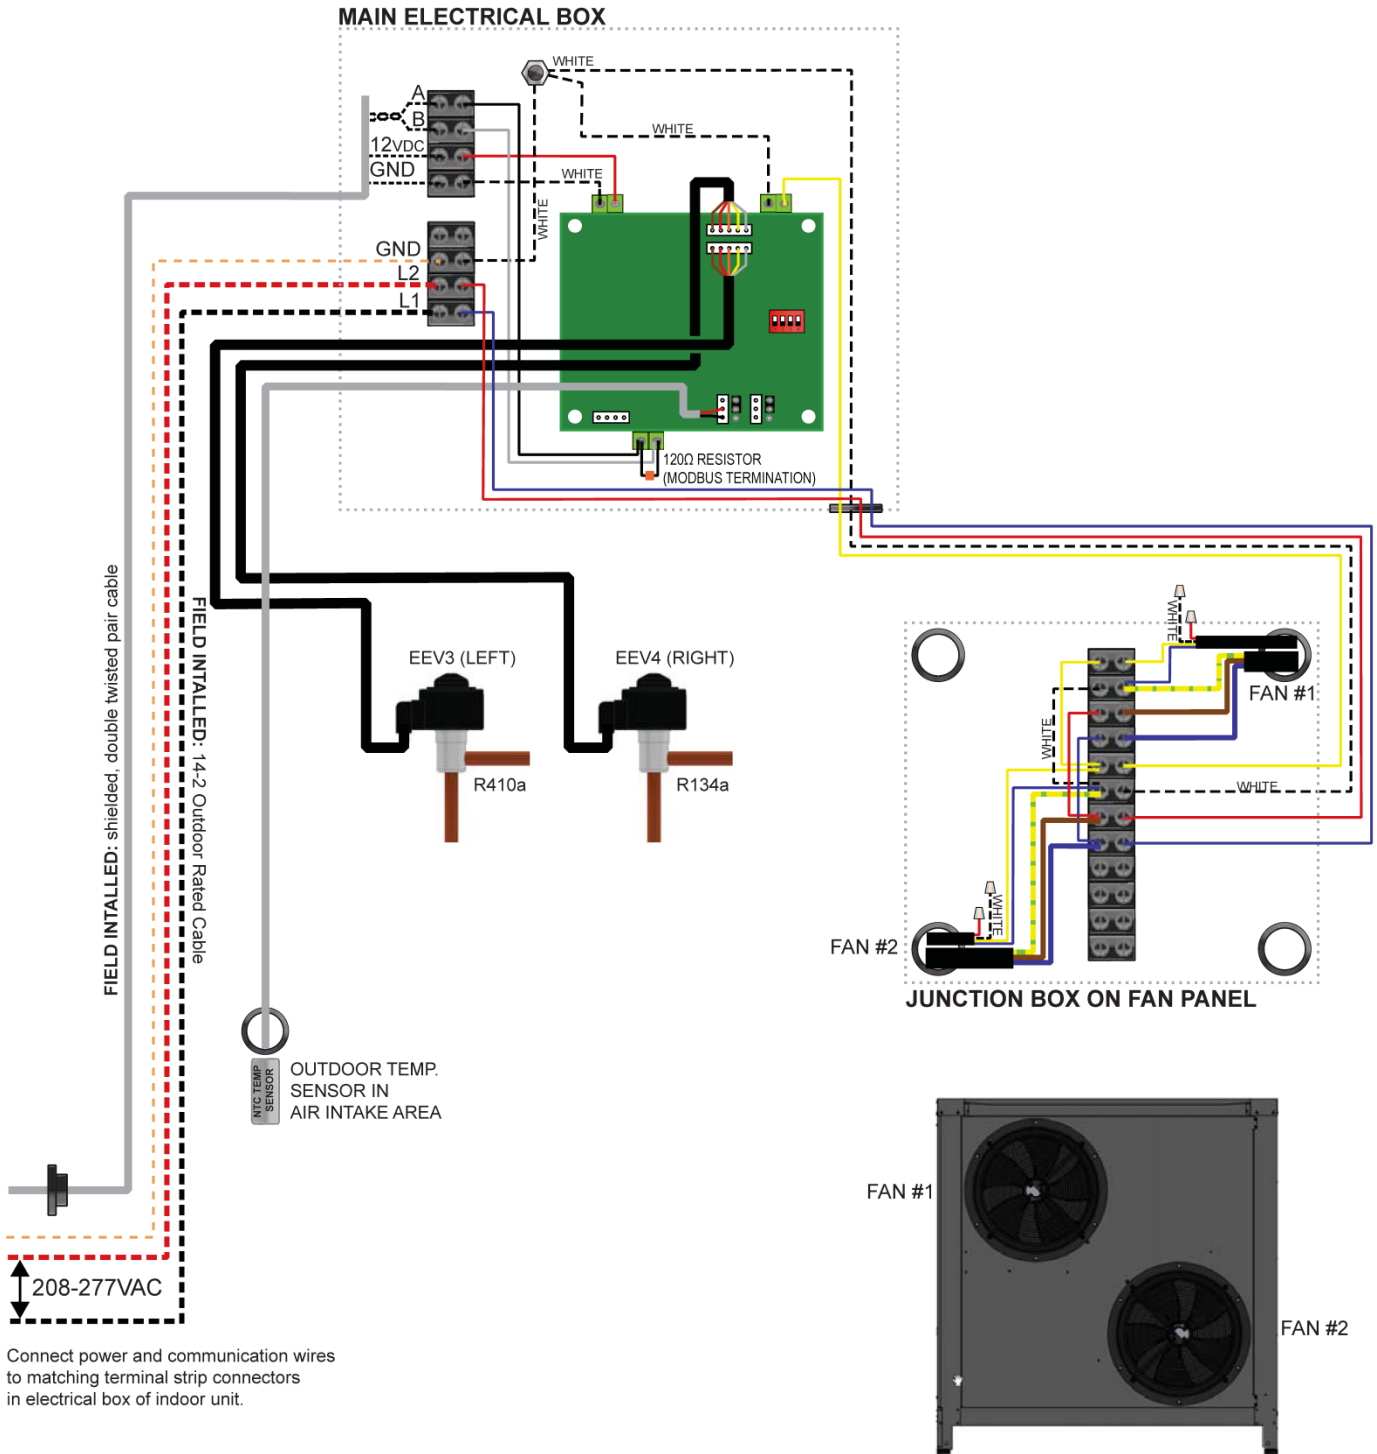 MAIN ELECTRICAL BOX
WHITE
WHITE
A
B
12VDC
GND
WHITE
WHITE
GND
L2
L1
120Ω RESISTOR
(MODBUS TERMINATION)
FIELD INTALLED: shielded, double twisted pair cable
FIELD INTALLED: 14-2 Outdoor Rated Cable
EEV3 (LEFT)
EEV4 (RIGHT)
R410a
R134a
WHITE
FAN #1
WHITE
WHITE
WHITE
FAN #2
JUNCTION BOX ON FAN PANEL
NTC TEMP
SENSOR
OUTDOOR TEMP.
SENSOR IN
AIR INTAKE AREA
FAN #1
FAN #2
208-277VAC
Connect power and communication wires
to matching terminal strip connectors
in electrical box of indoor unit.